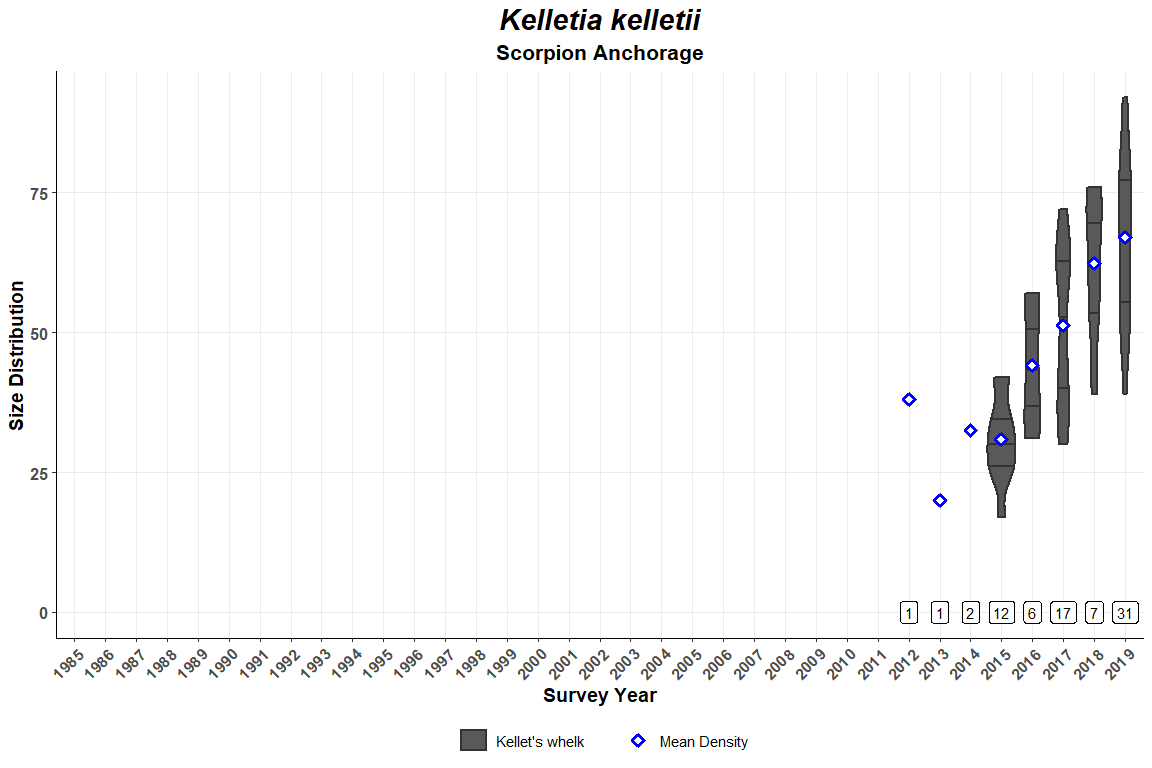 Kelletia kelletii
Scorpion Anchorage
Size Distribution
75
50
25
0
1 1 2 12 6 17 7 31
1985 1986 1987 1988 1989 1990 1991 1992 1993 1994 1995 1996 1997 1998 1999 2000 2001 2002 2003 2004 2005 2006 2007 2008 2009 2010 2011 2012 2013 2014 2015 2016 2017 2018 2019
Survey Year
Kellet's whelk Mean Density